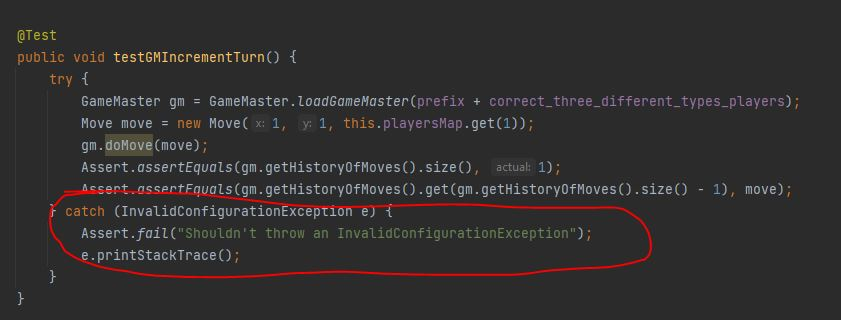 @Test
public void testGMIncrementTurn() {
try {
GameMaster gm = GameMaster.loadGameMaster(prefix + correct_three_different_types_players);
Move move = new Move( x: 1, y: 1, this.playersMap.get(1));
gm.doMove(move);
Assert.assertEquals(gm.getHistoryOfMoves().size(), actual: 1);
Assert.assertEquals(gm.getHistoryOfMoves().get(gm.getHistoryOfMoves().size() - 1), move);
} catch (InvalidConfigurationException e) {
Assert.fail("Shouldn't throw an InvalidConfigurationException");
e.printStackTrace();
}
}